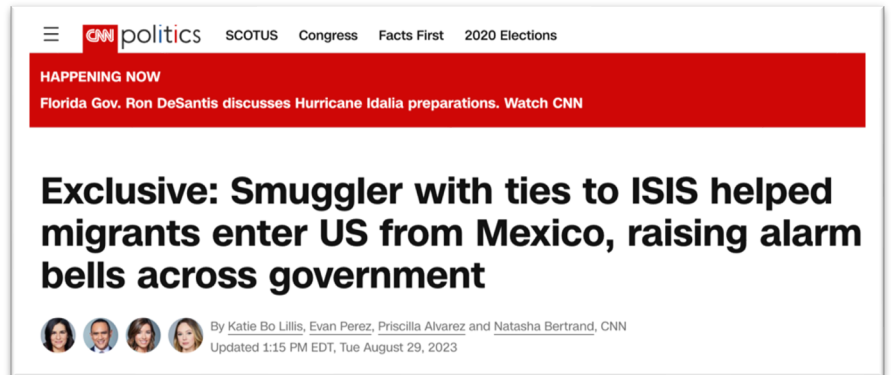 CNN politics SCOTUS Congress Facts First 2020 Elections
HAPPENING NOW
Florida Gov. Ron DeSantis discusses Hurricane Idalia preparations. Watch CNN
Exclusive: Smuggler with ties to ISIS helped
migrants enter US from Mexico, raising alarm
bells across government
By Katie Bo Lillis, Evan Perez, Priscilla Alvarez and Natasha Bertrand, CNN
Updated 1:15 PM EDT, Tue August 29, 2023